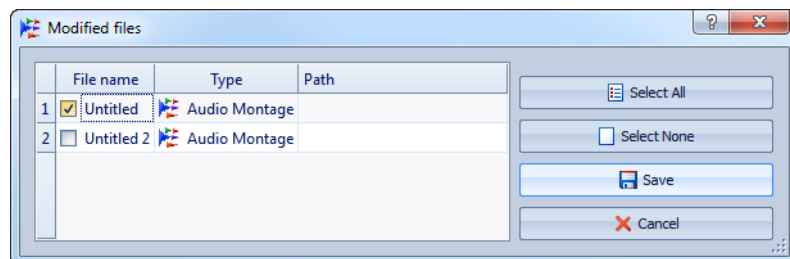 Modified files
?
X
File name Type Path
Select All
1 Untitled Audio Montage
2 Untitled 2 Audio Montage
Select None
Save
Cancel